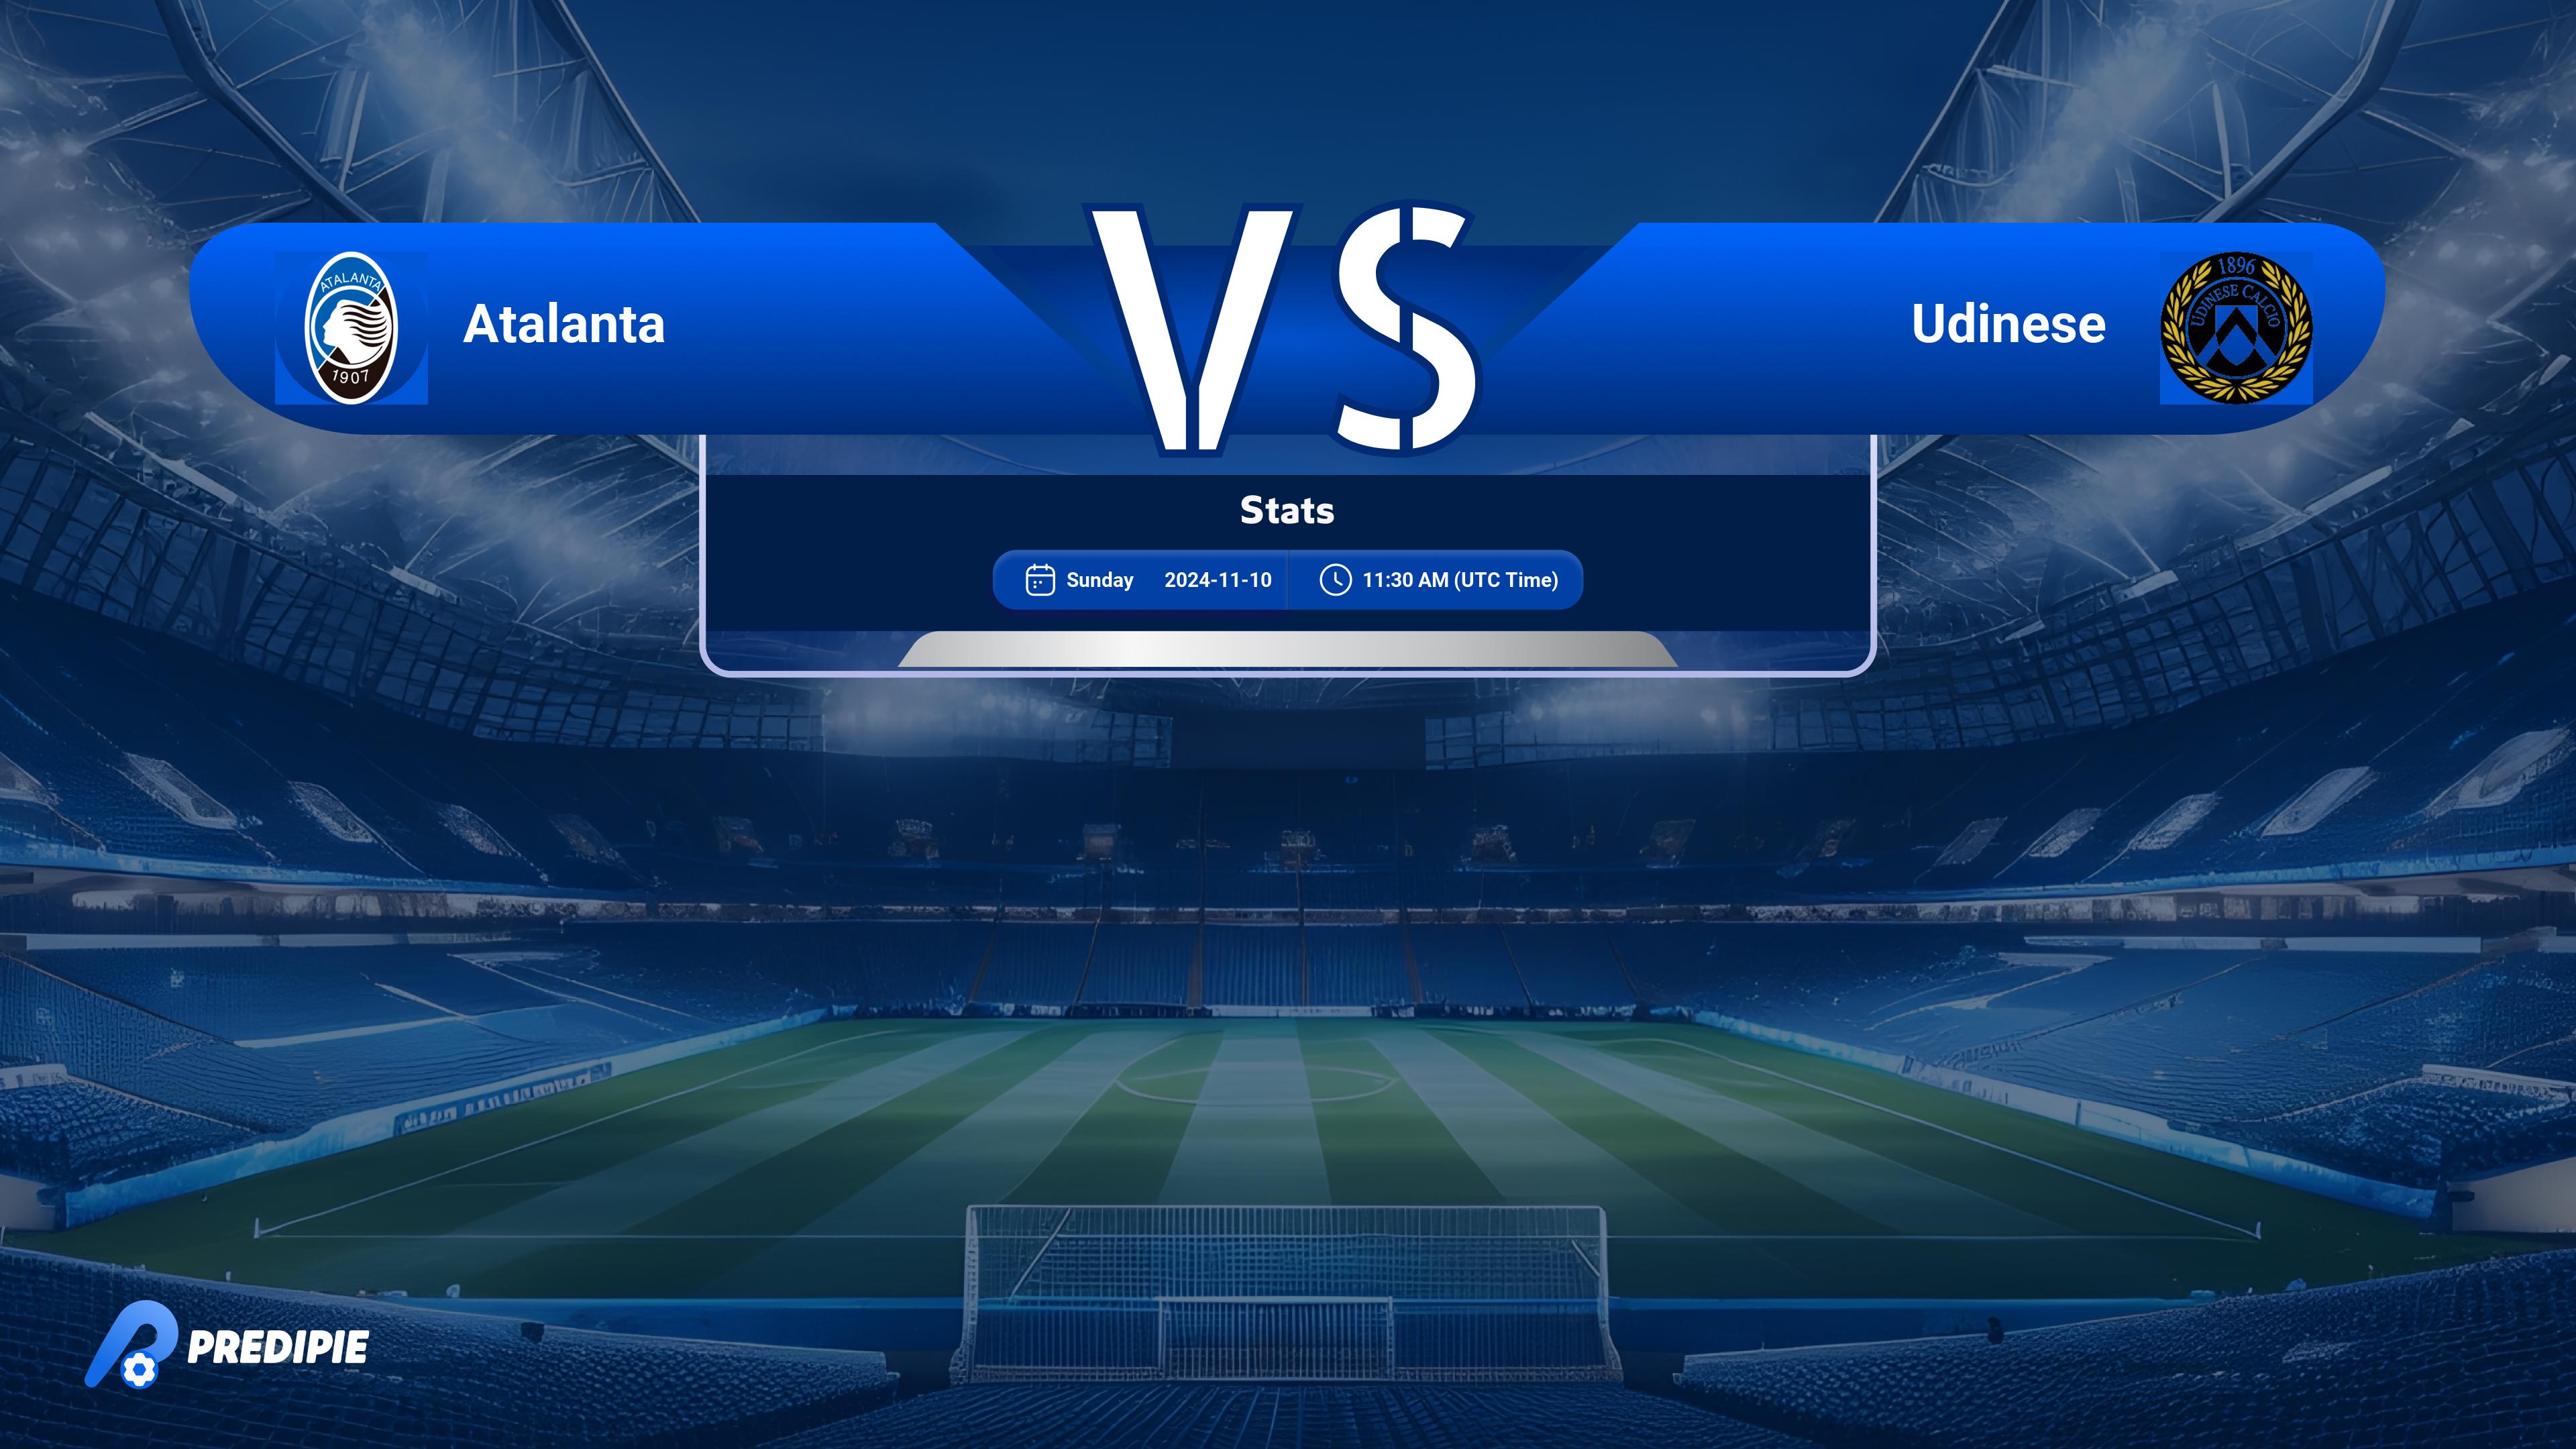 VS
ATALANTA
1907
Atalanta
Udinese
1896
UDINESE CALCIO
Stats
Sunday 2024-11-10 11:30 AM (UTC Time)
PREDIPIE